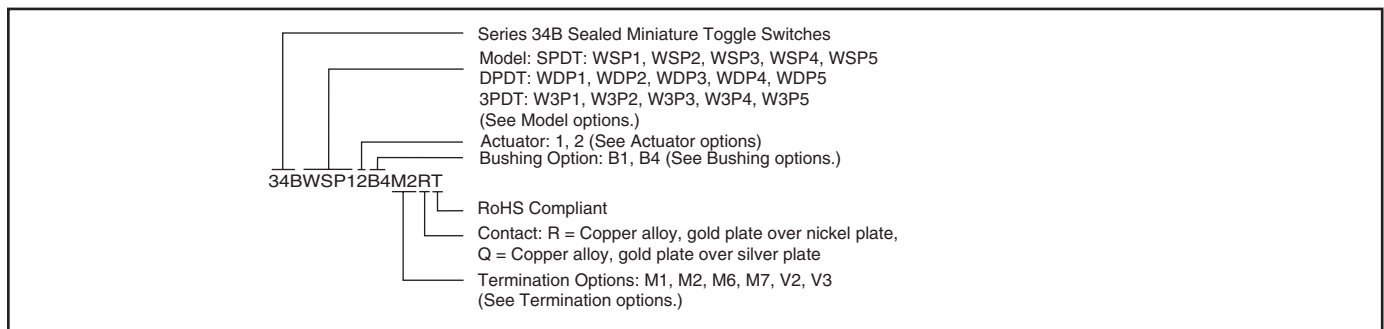 Series 34B Sealed Miniature Toggle Switches
Model: SPDT: WSP1, WSP2, WSP3, WSP4, WSP5
DPDT: WDP1, WDP2, WDP3, WDP4, WDP5
3PDT: W3P1, W3P2, W3P3, W3P4, W3P5
(See Model options.)
Actuator: 1, 2 (See Actuator options)
Bushing Option: B1, B4 (See Bushing options.)
34BWSP12B4M2RT
RoHS Compliant
Contact: R = Copper alloy, gold plate over nickel plate,
Q = Copper alloy, gold plate over silver plate
Termination Options: M1, M2, M6, M7, V2, V3
(See Termination options.)